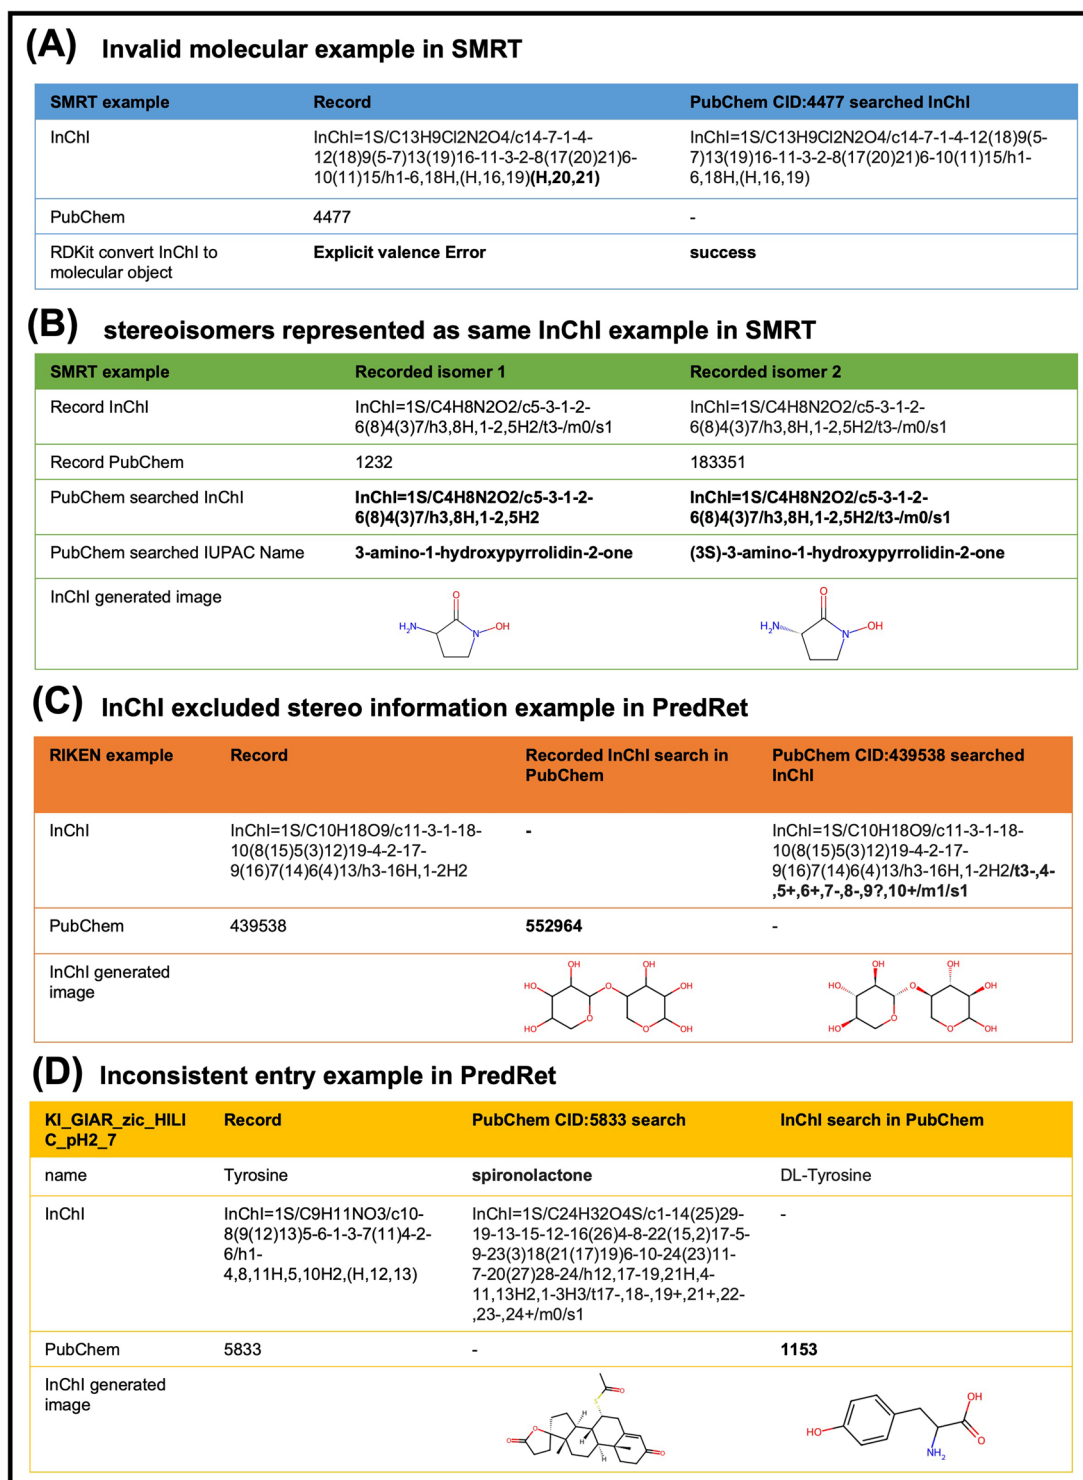 (A) Invalid molecular example in SMRT
SMRT example Record PubChem CID:4477 searched InChI
InChI InChI=1S/C13H9Cl2N2O4/c14-7-1-4- InChI=1S/C13H9Cl2N2O4/c14-7-1-4-12(18)9(5-
12(18)9(5-7)13(19)16-11-3-2-8(17(20)21)6- 7)13(19)16-11-3-2-8(17(20)21)6-10(11)15/h1-
10(11)15/h1-6,18H,(H,16,19)(H,20,21) 6,18H,(H,16,19)
PubChem 4477 -
RDKit convert InChI to Explicit valence Error success
molecular object
(B) stereoisomers represented as same InChI example in SMRT
SMRT example Recorded isomer 1 Recorded isomer 2
Record InChI InChI=1S/C4H8N2O2/c5-3-1-2- InChI=1S/C4H8N2O2/c5-3-1-2-
6(8)4(3)7/h3,8H,1-2,5H2/t3-/m0/s1 6(8)4(3)7/h3,8H,1-2,5H2/t3-/m0/s1
Record PubChem 1232 183351
PubChem searched InChI InChI=1S/C4H8N2O2/c5-3-1-2- InChI=1S/C4H8N2O2/c5-3-1-2-
6(8)4(3)7/h3,8H,1-2,5H2 6(8)4(3)7/h3,8H,1-2,5H2/t3-/m0/s1
PubChem searched IUPAC Name 3-amino-1-hydroxypyrrolidin-2-one (3S)-3-amino-1-hydroxypyrrolidin-2-one
InChI generated image
O O
H2N N OH H2N N OH
(C) InChI excluded stereo information example in PredRet
RIKEN example Record Recorded InChI search in PubChem CID:439538 searched
PubChem InChI
InChI InChI=1S/C10H18O9/c11-3-1-18- - InChI=1S/C10H18O9/c11-3-1-18-
10(8(15)5(3)12)19-4-2-17- 10(8(15)5(3)12)19-4-2-17-
9(16)7(14)6(4)13/h3-16H,1-2H2 9(16)7(14)6(4)13/h3-16H,1-2H2/t3-,4-
,5+,6+,7-,8-,9?,10+/m1/s1
PubChem 439538 552964 -
InChI generated
image
OH OH OH OH
HO O OH HO O OH
HO O O OH HO O O OH
(D) Inconsistent entry example in PredRet
KI_GIAR_zic_HILI Record PubChem CID:5833 search InChI search in PubChem
C_pH2_7
name Tyrosine spironolactone DL-Tyrosine
InChI InChI=1S/C9H11NO3/c10- InChI=1S/C24H32O4S/c1-14(25)29- -
8(9(12)13)5-6-1-3-7(11)4-2- 19-13-15-12-16(26)4-8-22(15,2)17-5-
6/h1- 9-23(3)18(21(17)19)6-10-24(23)11-
4,8,11H,5,10H2,(H,12,13) 7-20(27)28-24/h12,17-19,21H,4-
11,13H2,1-3H3/t17-,18-,19+,21+,22-
,23-,24+/m0/s1
PubChem 5833 - 1153
InChI generated
image
O S H O O H H O
OH HO O NH2